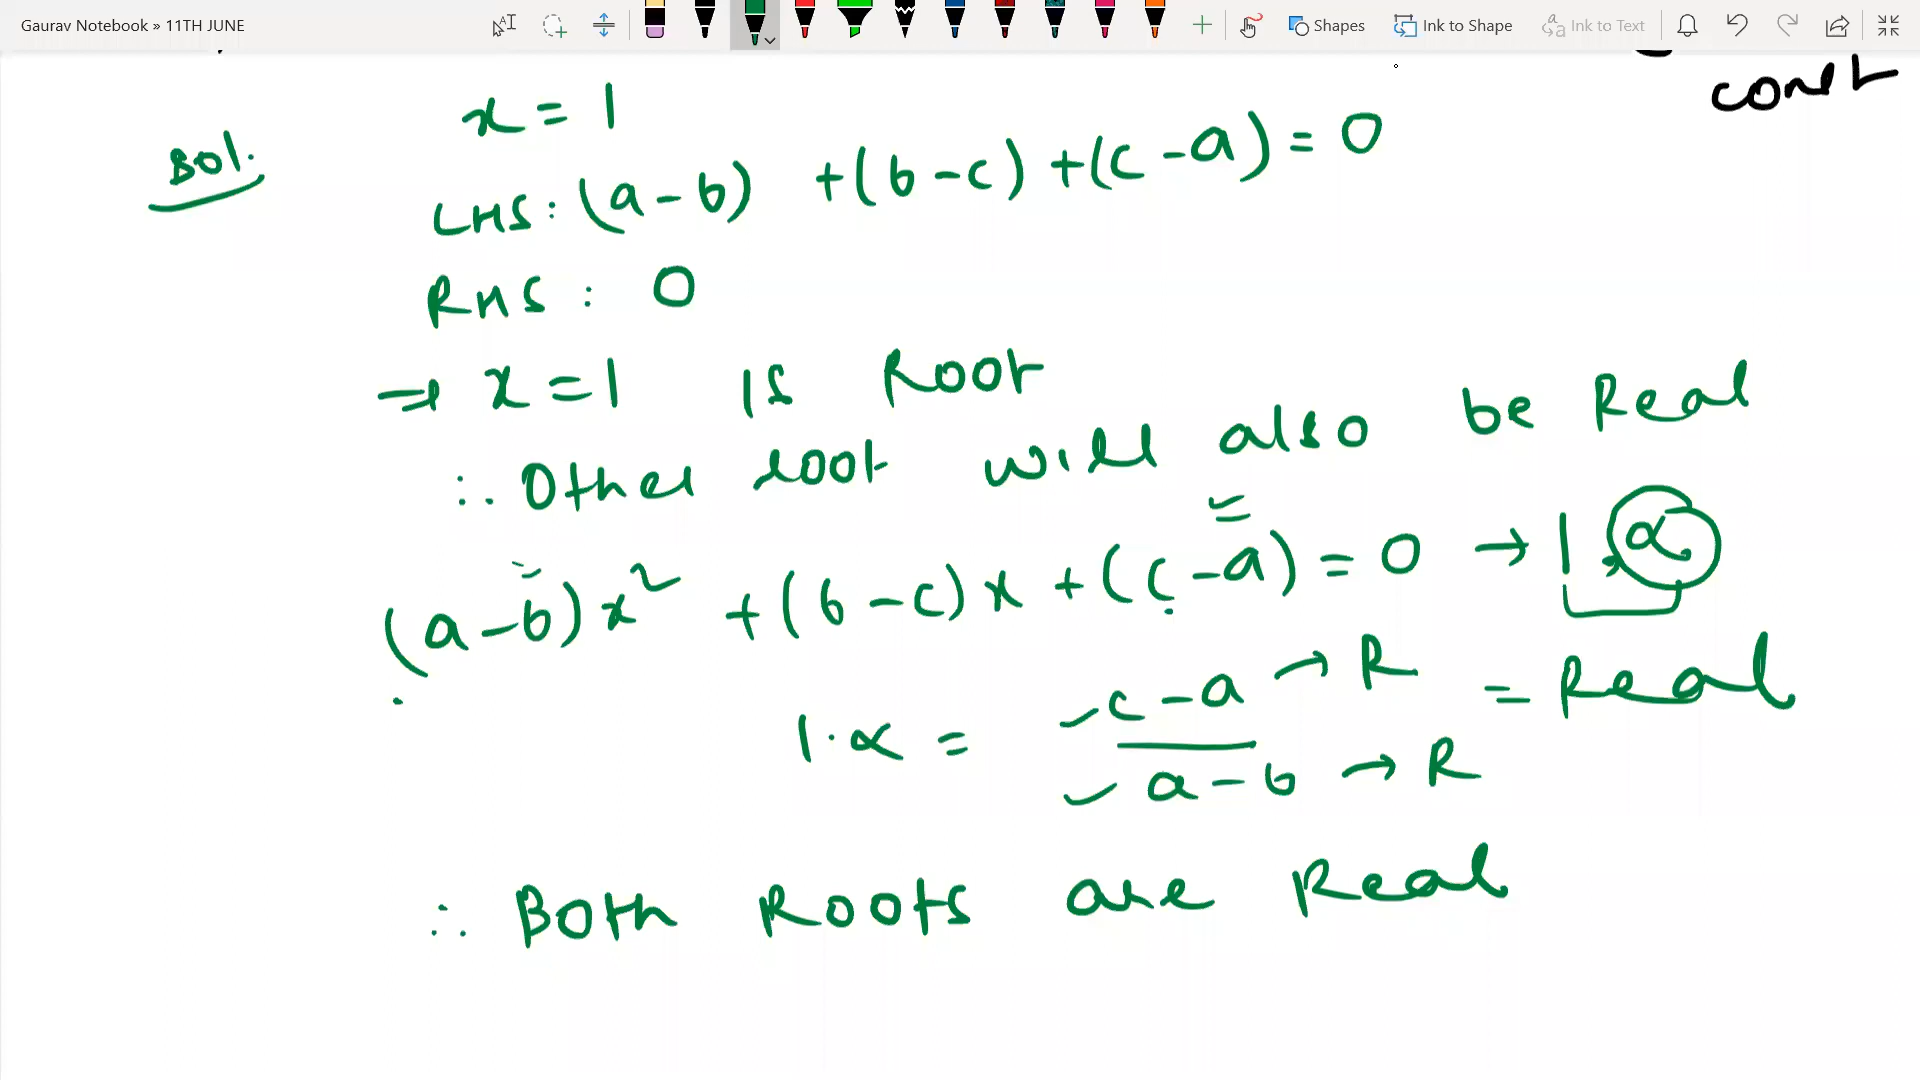 Gaurav Notebook » 11TH JUNE
Shapes
Ink to Shape
Ink to Text
const
Sol.
x = 1
LHS : (a-b) + (b-c) + (c-a) = 0
RHS : 0
→ x = 1 is Root
∴ Other root will also be Real
(a-b)x² + (b-c)x + (c-a) = 0 → 1, α
1·α = c-a → R / a-b → R = Real
∴ Both Roots are Real